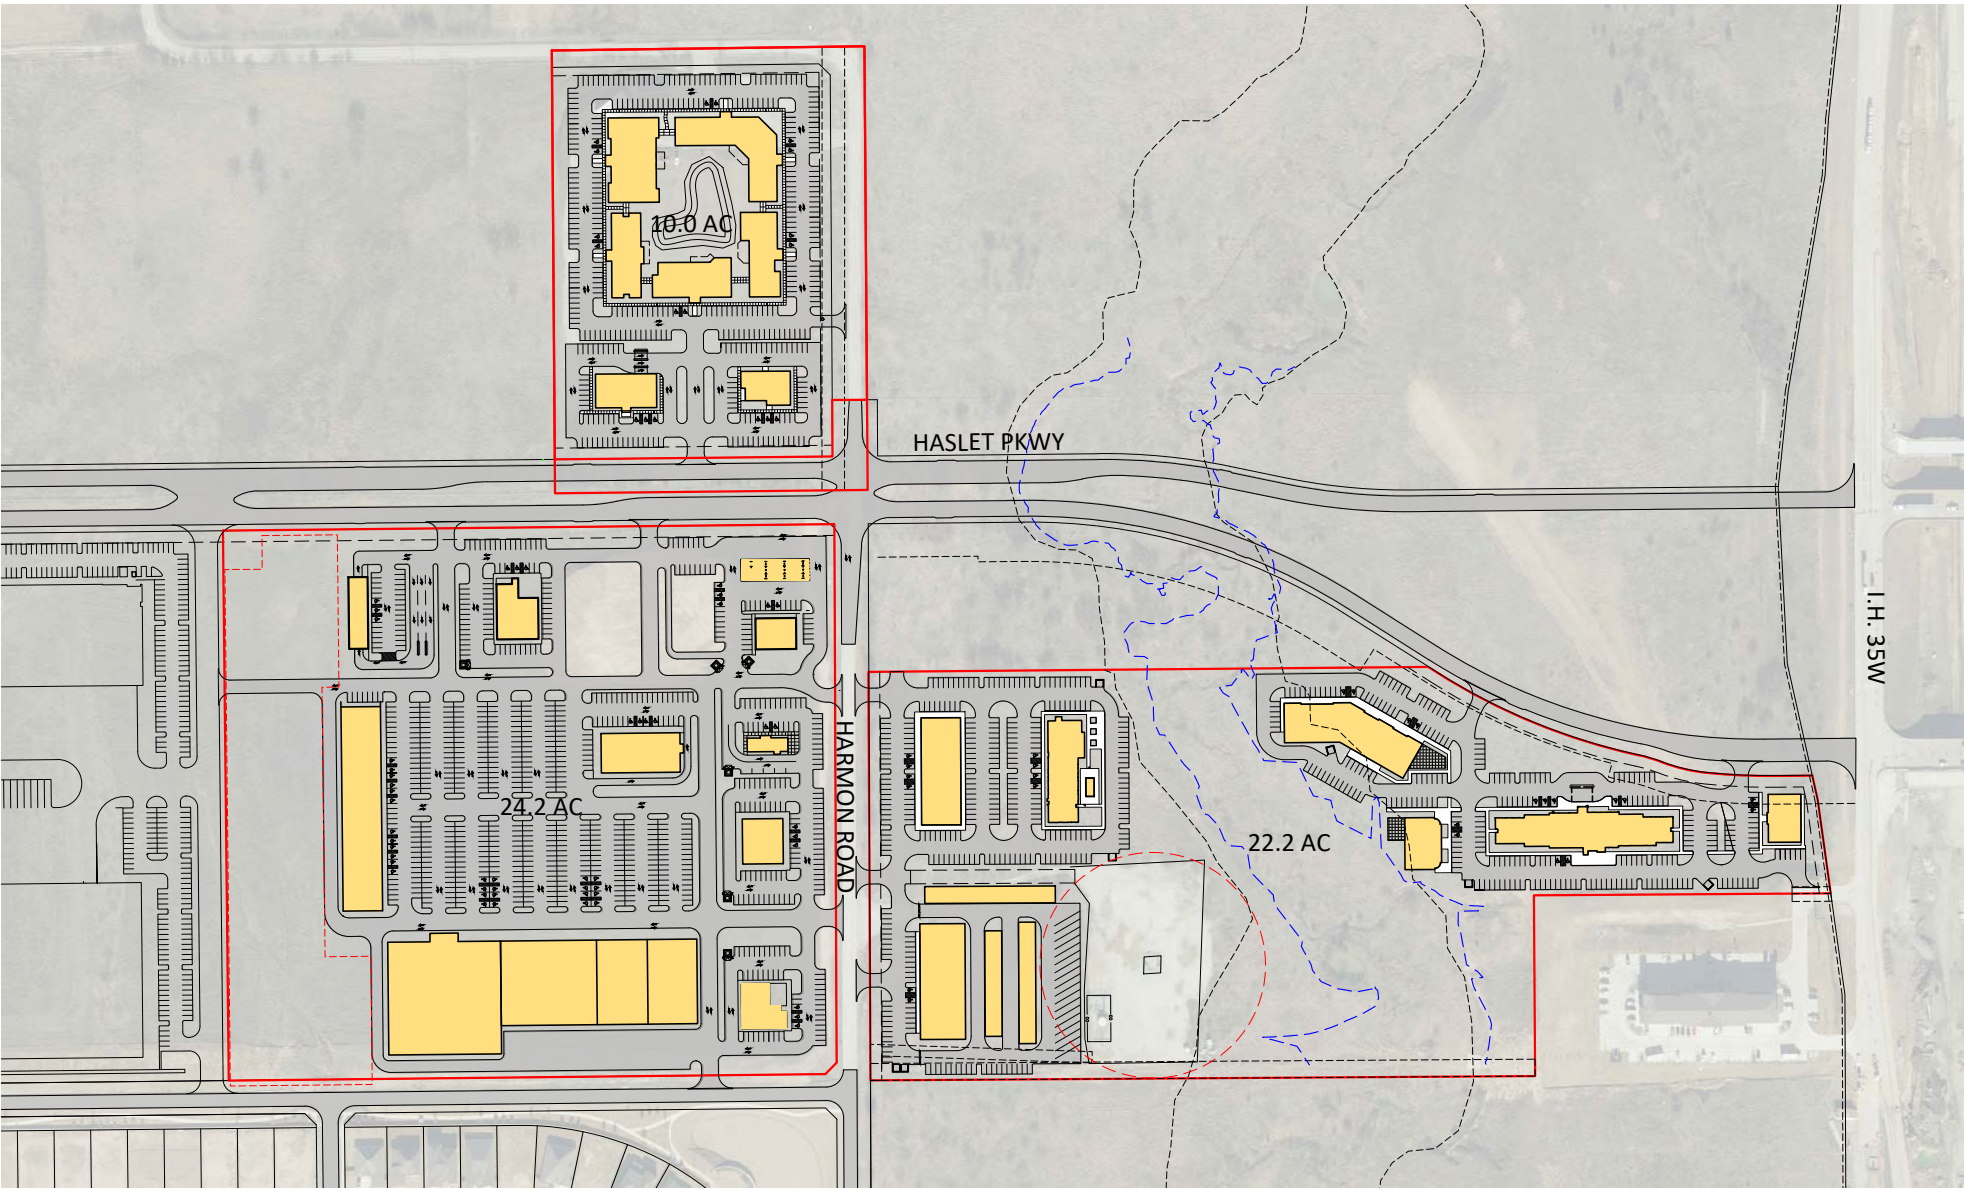 10.0 AC
HASLET PKWY
I.H. 35W
HARMON ROAD
24.2 AC
22.2 AC